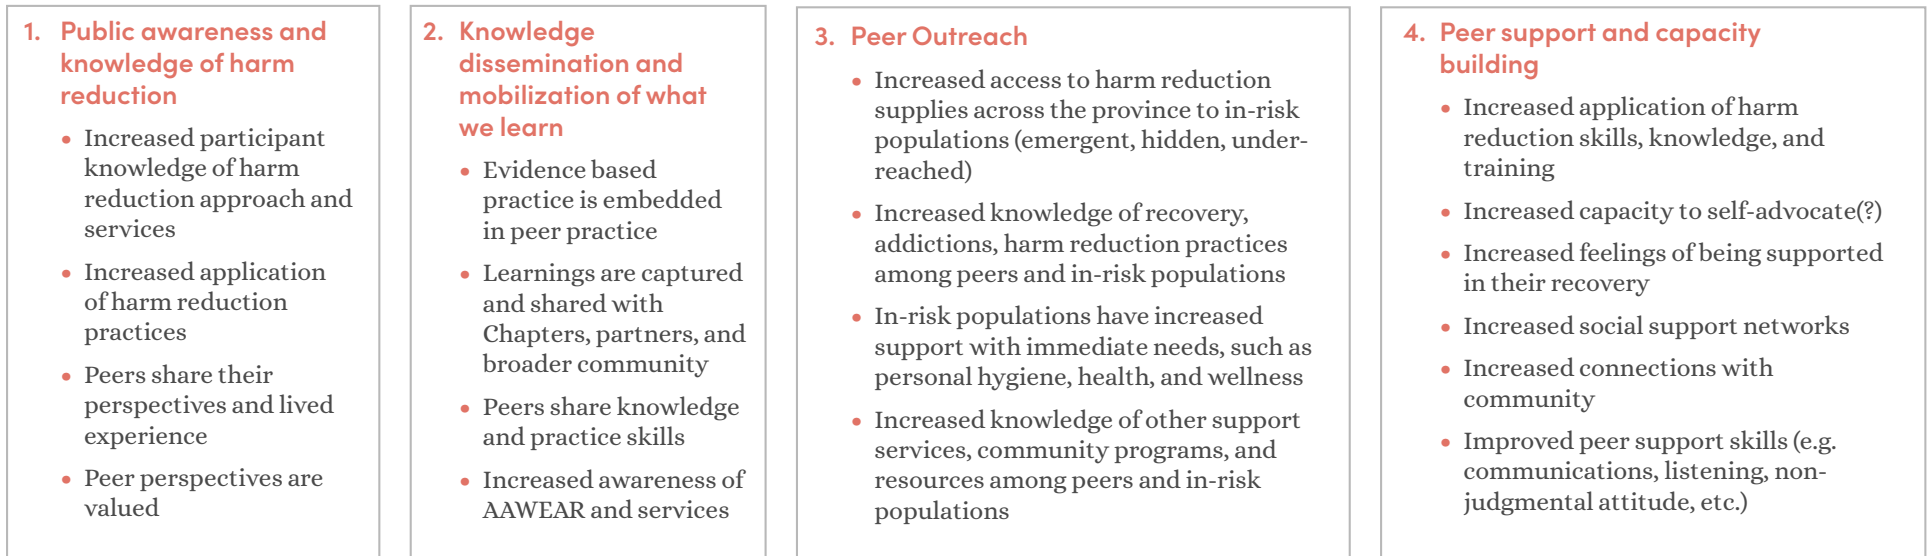 1. Public awareness and
knowledge of harm
reduction
• Increased participant
knowledge of harm
reduction approach and
services
• Increased application
of harm reduction
practices
• Peers share their
perspectives and lived
experience
• Peer perspectives are
valued
2. Knowledge
dissemination and
mobilization of what
we learn
• Evidence based
practice is embedded
in peer practice
• Learnings are captured
and shared with
Chapters, partners, and
broader community
• Peers share knowledge
and practice skills
• Increased awareness of
AAWEAR and services
3. Peer Outreach
• Increased access to harm reduction
supplies across the province to in-risk
populations (emergent, hidden, under-
reached)
• Increased knowledge of recovery,
addictions, harm reduction practices
among peers and in-risk populations
• In-risk populations have increased
support with immediate needs, such as
personal hygiene, health, and wellness
• Increased knowledge of other support
services, community programs, and
resources among peers and in-risk
populations
4. Peer support and capacity
building
• Increased application of harm
reduction skills, knowledge, and
training
• Increased capacity to self-advocate(?)
• Increased feelings of being supported
in their recovery
• Increased social support networks
• Increased connections with
community
• Improved peer support skills (e.g.
communications, listening, non-
judgmental attitude, etc.)